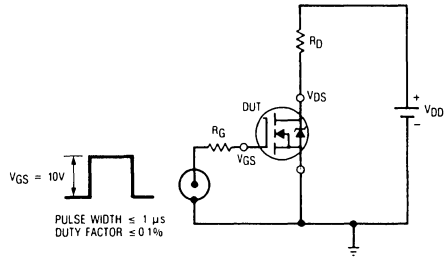 RD
DUT
VDS
+
VDD
−
RG
VGS
VGS = 10V
PULSE WIDTH ≤ 1 µs
DUTY FACTOR ≤ 0.1%